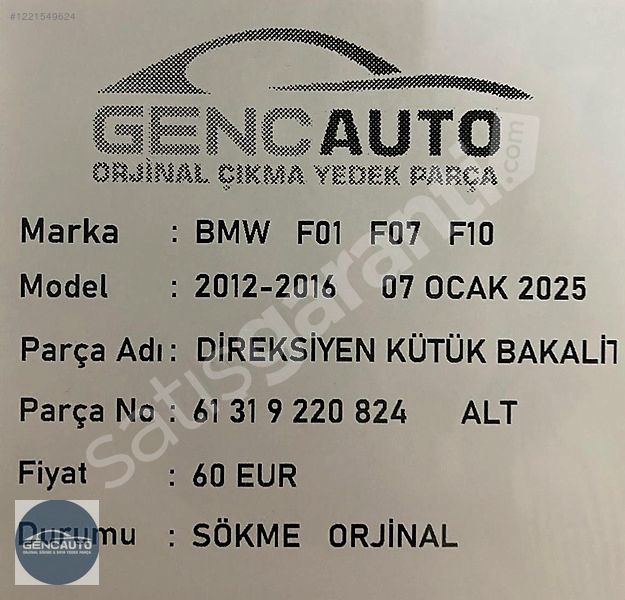 #1221549624
GENCAUTO
ORJİNAL ÇIKMA YEDEK PARÇA
Marka : BMW F01 F07 F10
Model : 2012-2016 07 OCAK 2025
Parça Adı : DİREKSİYEN KÜTÜK BAKALİT
Parça No : 61 31 9 220 824 ALT
Fiyat : 60 EUR
Durumu : SÖKME ORJİNAL
satışgaranti.com
GENCAUTO